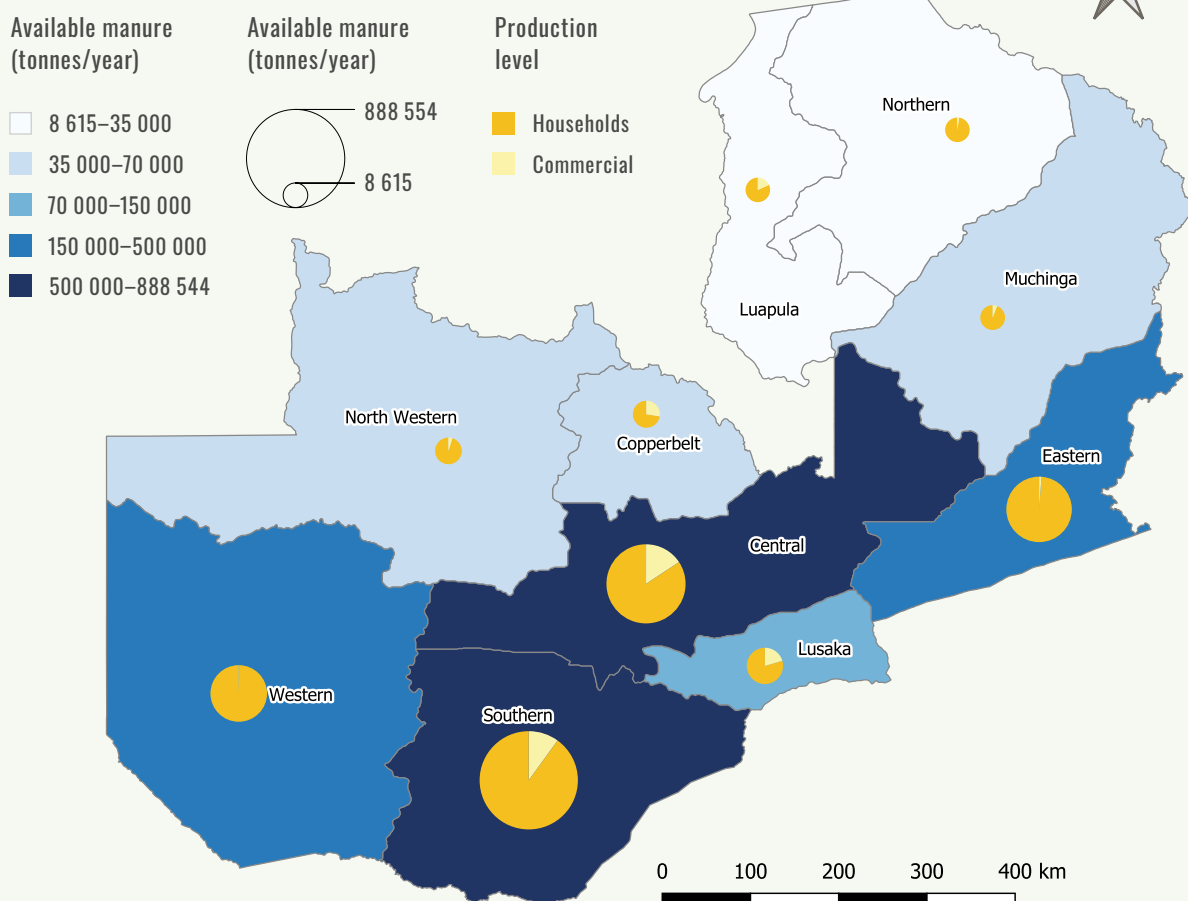 Available manure
(tonnes/year)
8 615–35 000
35 000–70 000
70 000–150 000
150 000–500 000
500 000–888 544
Available manure
(tonnes/year)
888 554
8 615
Production
level
Households
Commercial
Northern
Muchinga
Luapula
North Western
Copperbelt
Eastern
Central
Lusaka
Western
Southern
0 100 200 300 400 km